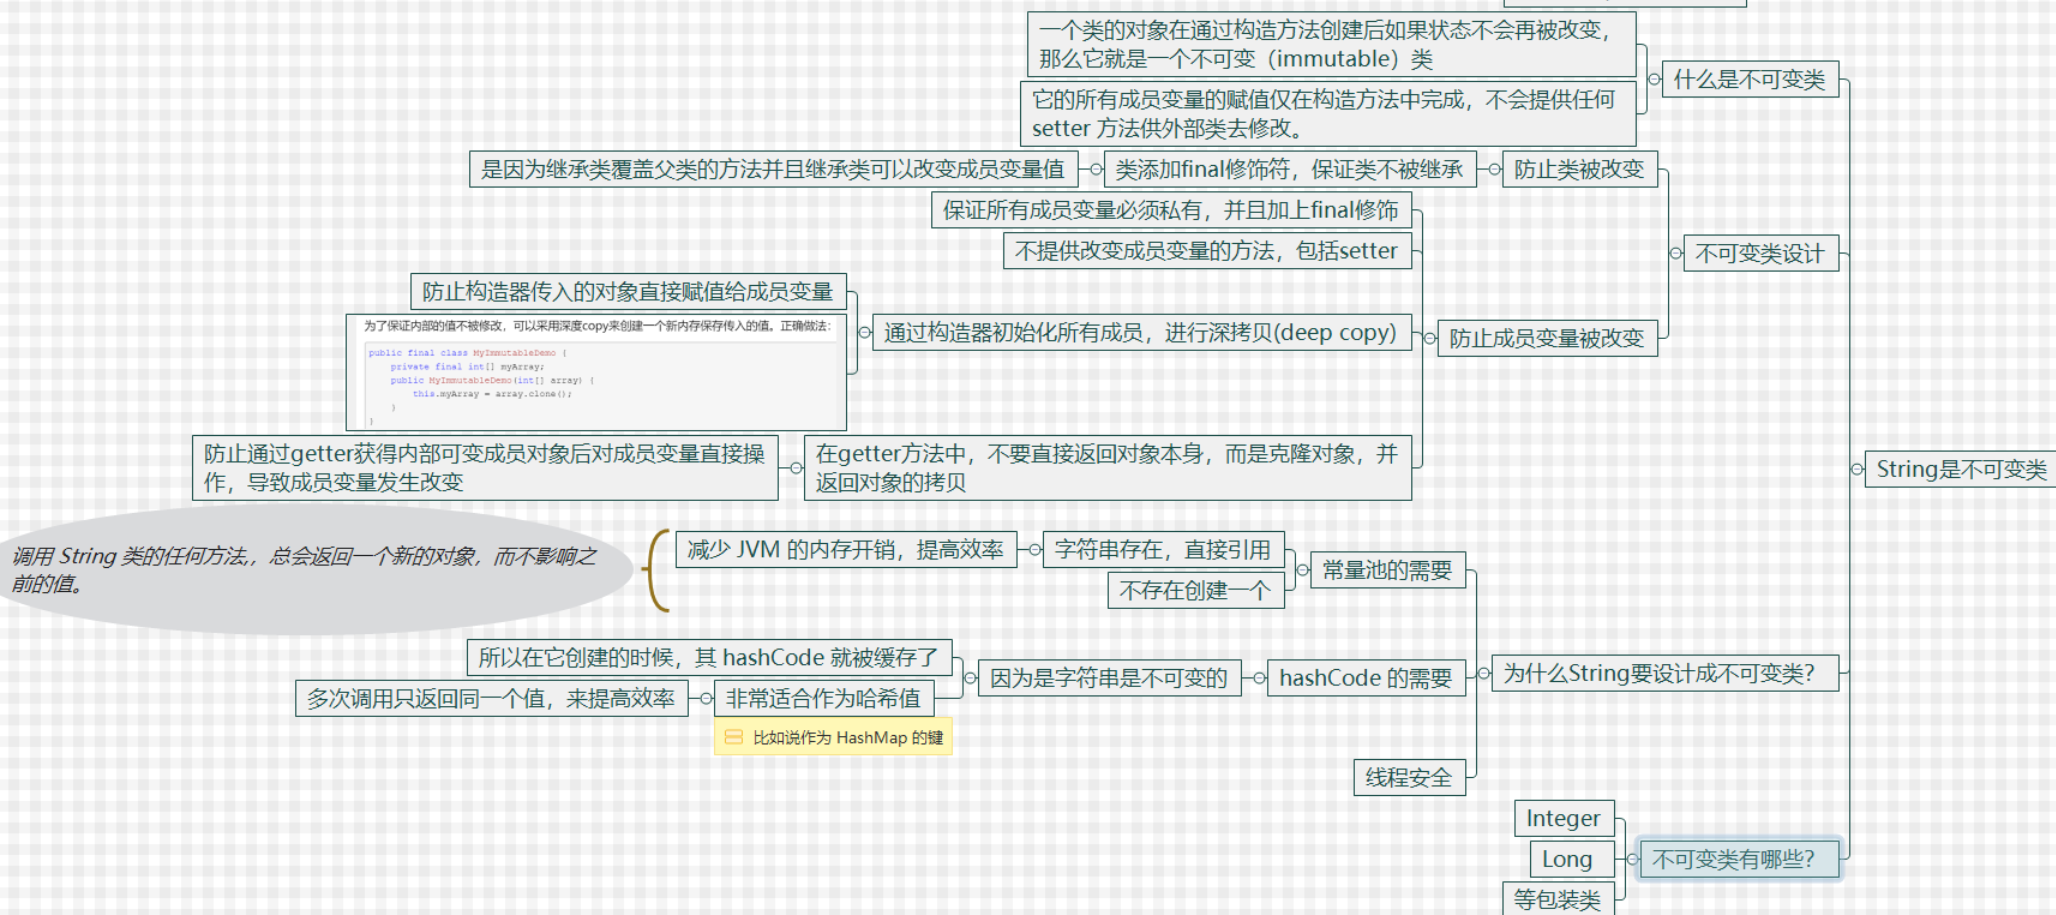 一个类的对象在通过构造方法创建后如果状态不会再被改变，
那么它就是一个不可变（immutable）类
什么是不可变类
它的所有成员变量的赋值仅在构造方法中完成，不会提供任何
setter 方法供外部类去修改。
是因为继承类覆盖父类的方法并且继承类可以改变成员变量值
类添加final修饰符，保证类不被继承
防止类被改变
保证所有成员变量必须私有，并且加上final修饰
不提供改变成员变量的方法，包括setter
不可变类设计
防止构造器传入的对象直接赋值给成员变量
为了保证内部的值不被修改，可以采用深度copy来创建一个新内存保存传入的值。正确做法：
public final class MyImmutableDemo {
private final int[] myArray;
public MyImmutableDemo(int[] array) {
this.myArray = array.clone();
}
}
通过构造器初始化所有成员，进行深拷贝(deep copy)
防止成员变量被改变
防止通过getter获得内部可变成员对象后对成员变量直接操
作，导致成员变量发生改变
在getter方法中，不要直接返回对象本身，而是克隆对象，并
返回对象的拷贝
String是不可变类
调用 String 类的任何方法,，总会返回一个新的对象，而不影响之
前的值。
减少 JVM 的内存开销，提高效率
字符串存在，直接引用
不存在创建一个
常量池的需要
所以在它创建的时候，其 hashCode 就被缓存了
多次调用只返回同一个值，来提高效率
非常适合作为哈希值
比如说作为 HashMap 的键
因为是字符串是不可变的
hashCode 的需要
为什么String要设计成不可变类？
线程安全
Integer
Long
等包装类
不可变类有哪些？